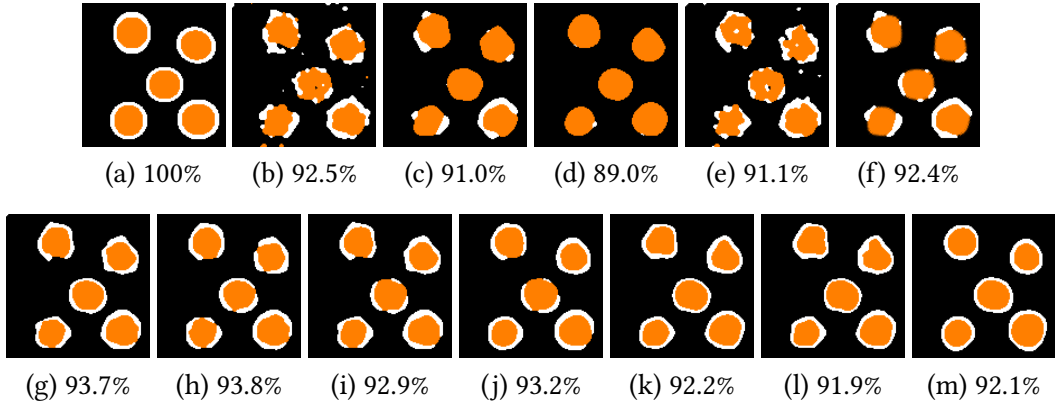 (a) 100% (b) 92.5% (c) 91.0% (d) 89.0% (e) 91.1% (f) 92.4%
(g) 93.7% (h) 93.8% (i) 92.9% (j) 93.2% (k) 92.2% (l) 91.9% (m) 92.1%